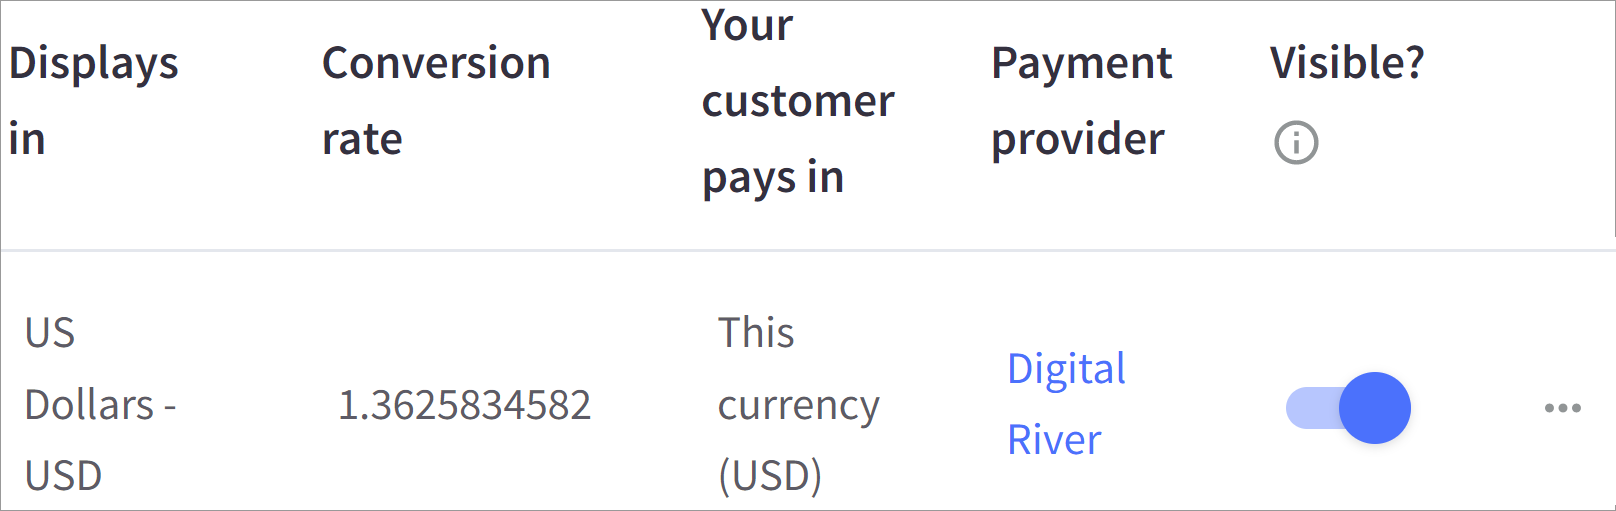 Displays
in
Conversion
rate
Your
customer
pays in
Payment
provider
Visible?
US
Dollars -
USD
1.3625834582
This
currency
(USD)
Digital
River